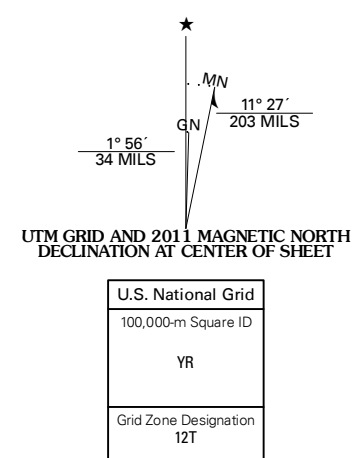 ★
MN
11° 27´
203 MILS
GN
1° 56´
34 MILS
UTM GRID AND 2011 MAGNETIC NORTH
DECLINATION AT CENTER OF SHEET
U.S. National Grid
100,000-m Square ID
YR
Grid Zone Designation
12T